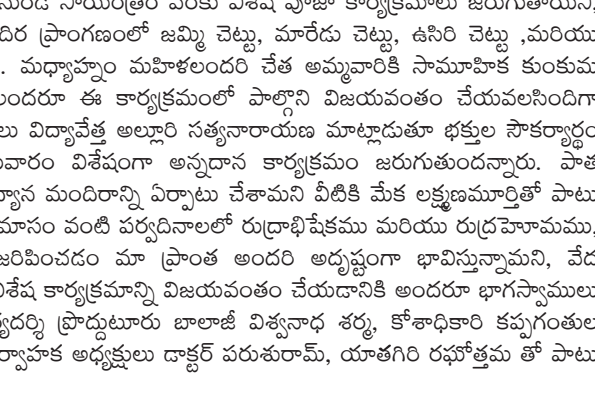 నుండి సాయంత్రం వరకు విశేష పూజా కార్యక్రమాలు జరుగుతాయని,
దిర ప్రాంగణంలో జమ్మి చెట్టు, మారేడు చెట్టు, ఉసిరి చెట్టు ,మరియు
. మధ్యాహ్నం మహిళలందరి చేత అమ్మవారికి సామూహిక కుంకుమ
లందరూ ఈ కార్యక్రమంలో పాల్గొని విజయవంతం చేయవలసిందిగా
లు విద్యావేత్త అల్లూరి సత్యనారాయణ మాట్లాడుతూ భక్తుల సౌకర్యార్థం
వారం విశేషంగా అన్నదాన కార్యక్రమం జరుగుతుందన్నారు. పాత
్యాన మందిరాన్ని ఏర్పాటు చేశామని వీటికి మేక లక్ష్మణమూర్తితో పాటు
మాసం వంటి పర్వదినాలలో రుద్రాభిషేకము మరియు రుద్రహెూమము,
జరిపించడం మా ప్రాంత అందరి అదృష్టంగా భావిస్తున్నామని, వేద
శేష కార్యక్రమాన్ని విజయవంతం చేయడానికి అందరూ భాగస్వాములు
్యదర్శి ప్రొద్దుటూరు బాలాజీ విశ్వనాధ శర్మ, కోశాధికారి కప్పగంతుల
ర్వాహక అధ్యక్షులు డాక్టర్ పరుశురామ్, యాతగిరి రఘోత్తమ తో పాటు